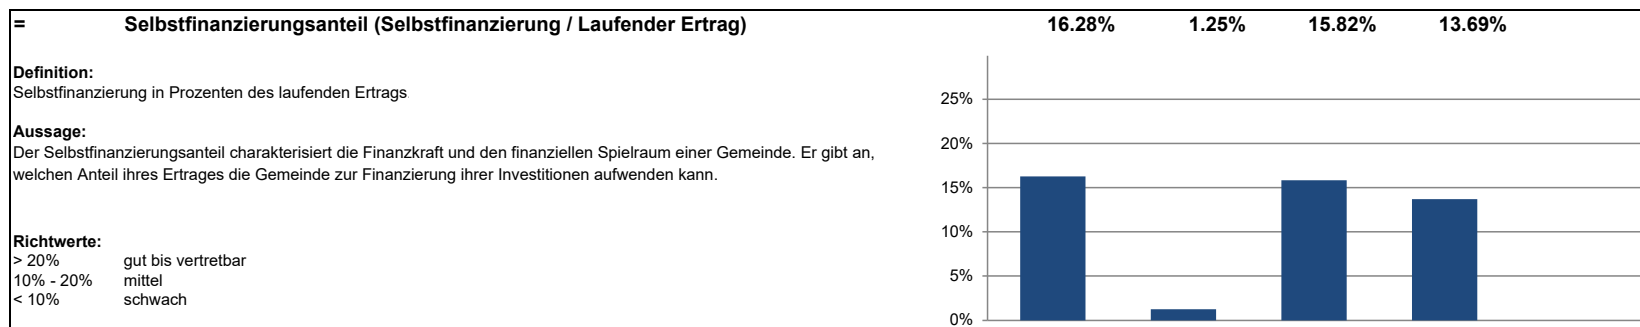 = Selbstfinanzierungsanteil (Selbstfinanzierung / Laufender Ertrag) 16.28% 1.25% 15.82% 13.69%
Definition:
Selbstfinanzierung in Prozenten des laufenden Ertrags.
Aussage:
Der Selbstfinanzierungsanteil charakterisiert die Finanzkraft und den finanziellen Spielraum einer Gemeinde. Er gibt an,
welchen Anteil ihres Ertrages die Gemeinde zur Finanzierung ihrer Investitionen aufwenden kann.
Richtwerte:
> 20% gut bis vertretbar
10% - 20% mittel
< 10% schwach
25%
20%
15%
10%
5%
0%